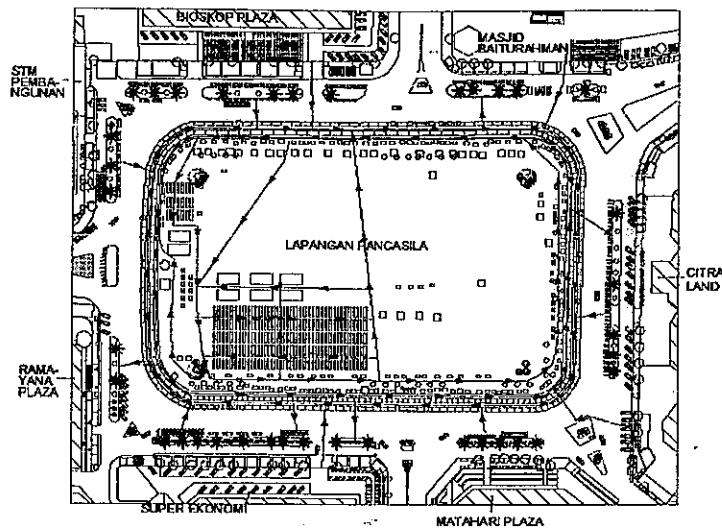 BIOSKOP PLAZA
MASJID
BAITURAHMAN
STM
PEMBA-
NGUNAN
LAPANGAN PANCASILA
CITRA
LAND
RAMA-
YANA
PLAZA
SUPER EKONOMI
MATAHARI PLAZA